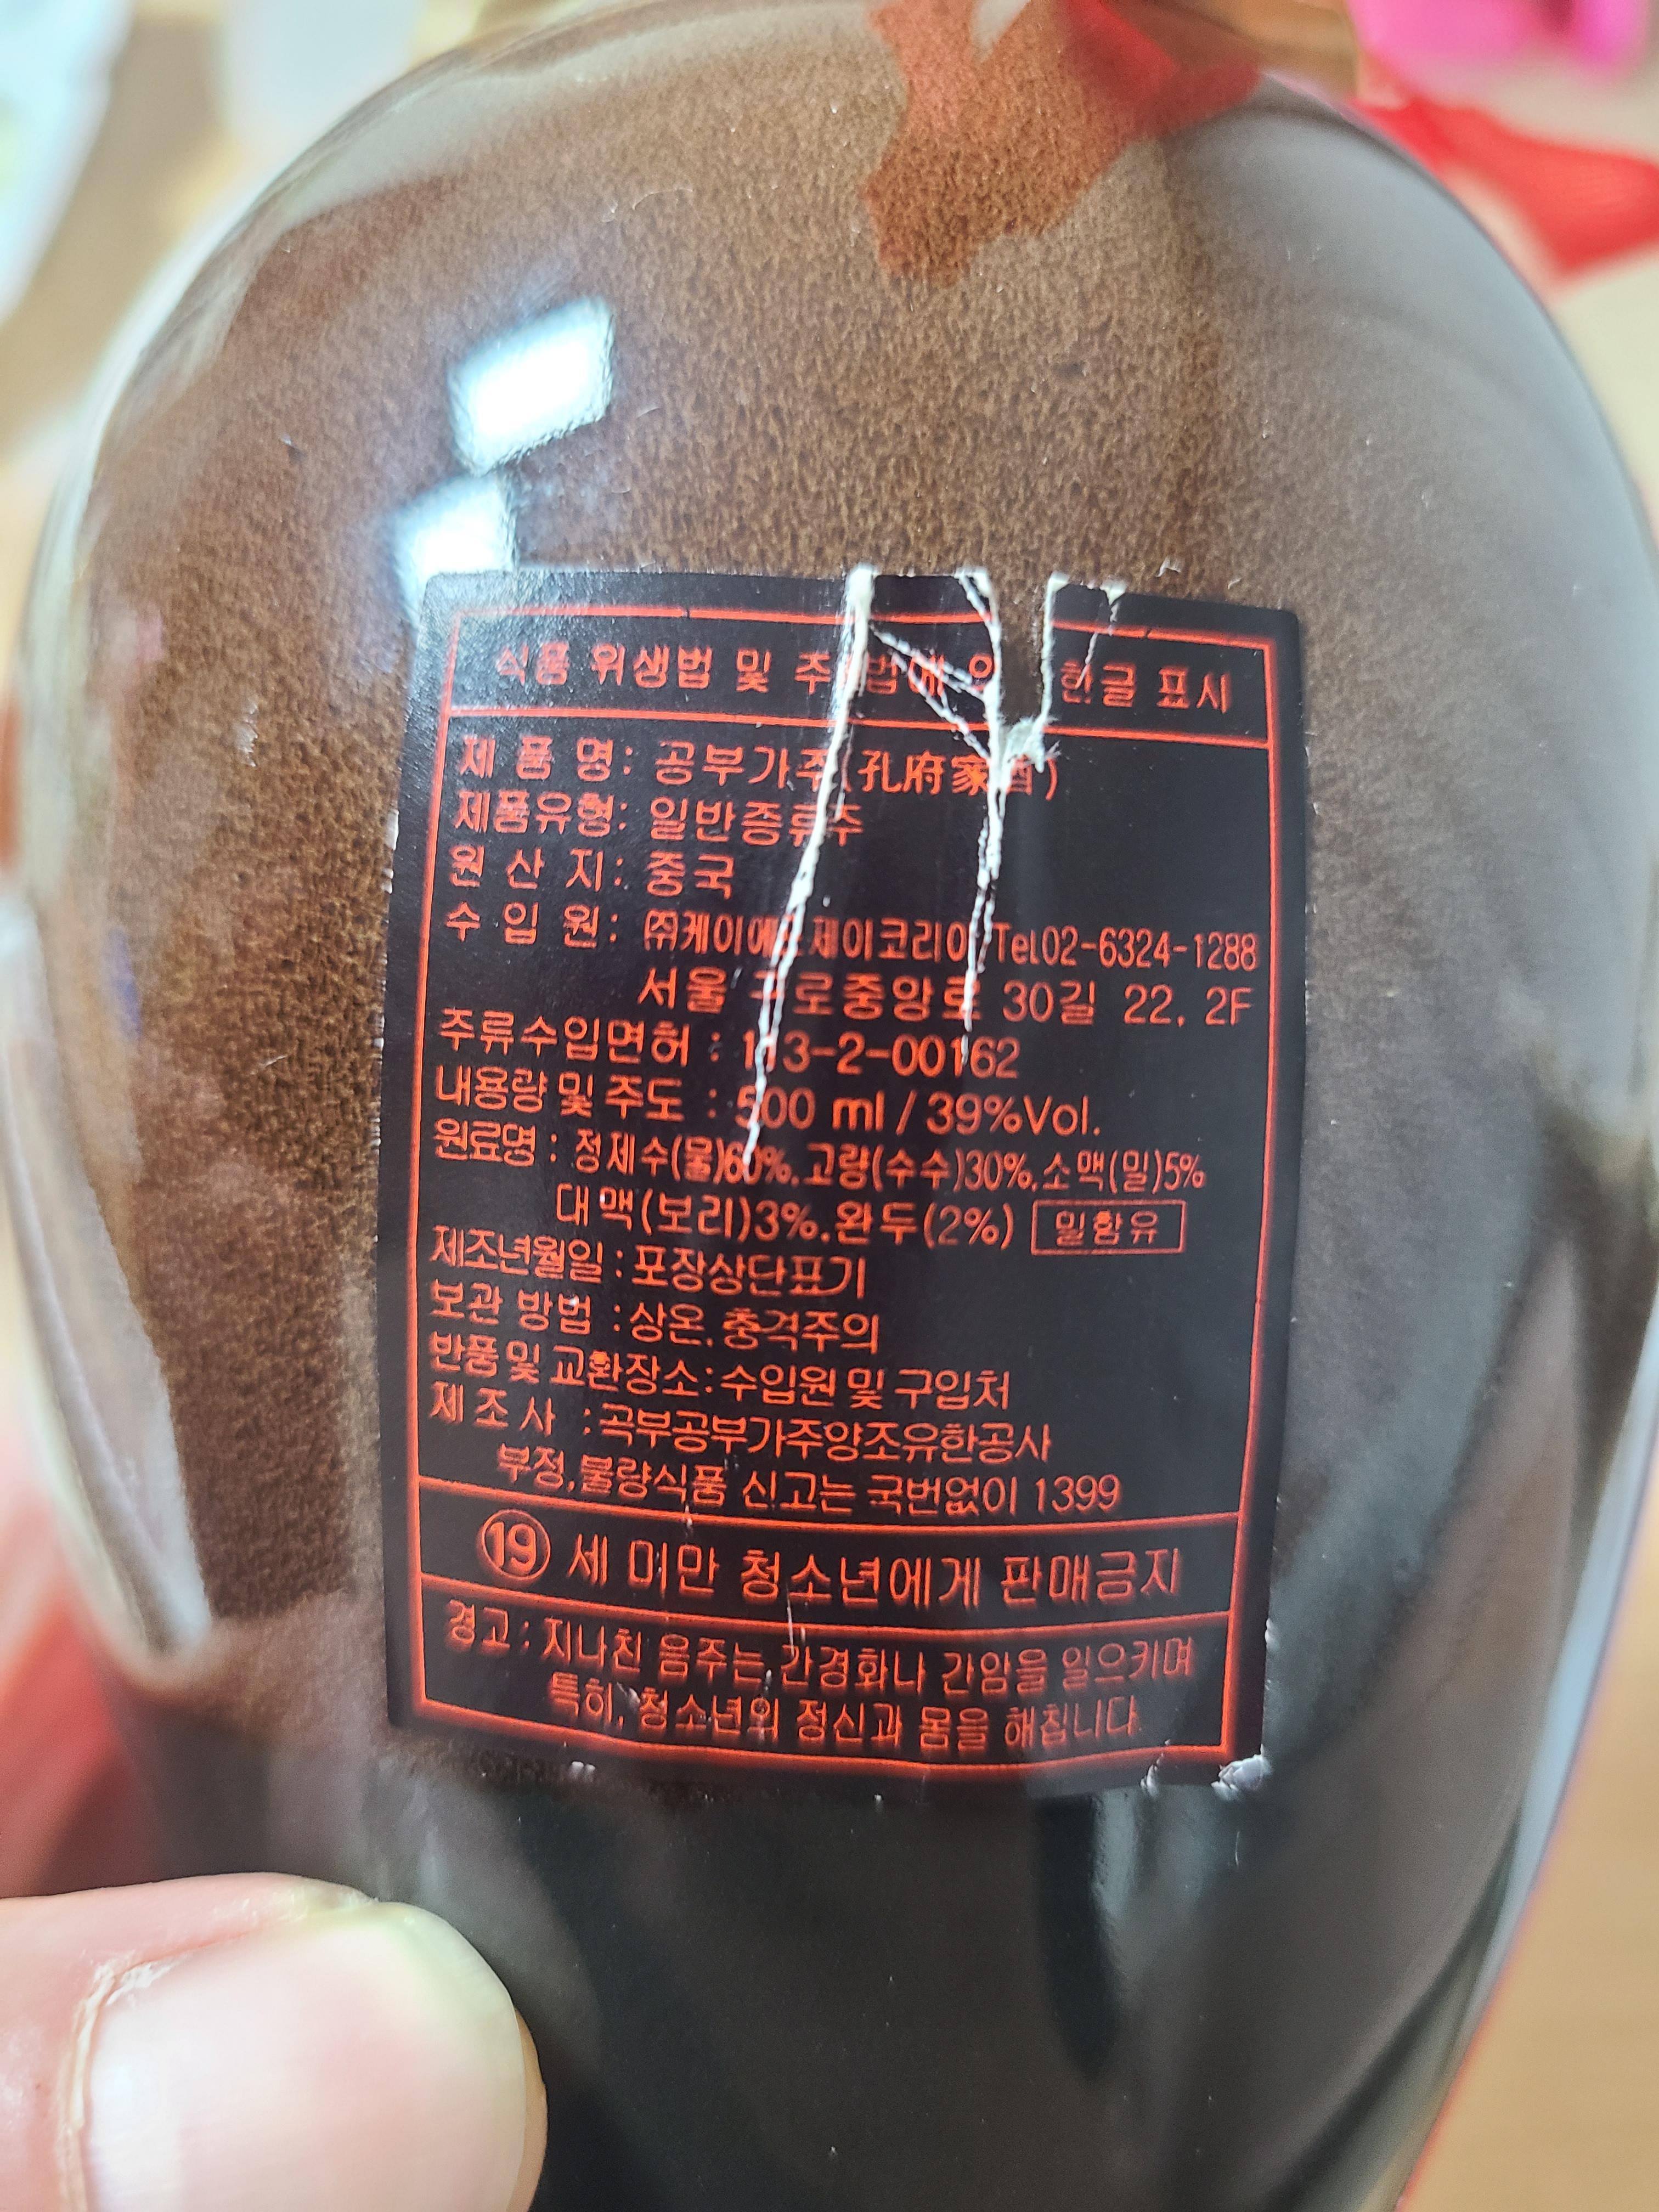 식품 위생법 및 한글 표시
제 품 명: 공부가주(孔府家酒)
제품유형: 일반증류주
원 산 지: 중국
수 입 원: ㈜케이에스제이코리아 Tel.02-6324-1288
서울 구로중앙로 30길 22, 2F
주류수입면허 : 113-2-00162
내용량 및 주도 : 500 ml / 39%Vol.
원료명 : 정제수(물)60%,고량(수수)30%,소맥(밀)5%
대맥(보리)3%,완두(2%) 밀함유
제조년월일 : 포장상단표기
보관 방법 : 상온, 충격주의
반품 및 교환장소 : 수입원 및 구입처
제 조 사 : 곡부공부가주양조유한공사
부정,불량식품 신고는 국번없이 1399
⑲ 세 미만 청소년에게 판매금지
경고 : 지나친 음주는 간경화나 간암을 일으키며
특히, 청소년의 정신과 몸을 해칩니다.